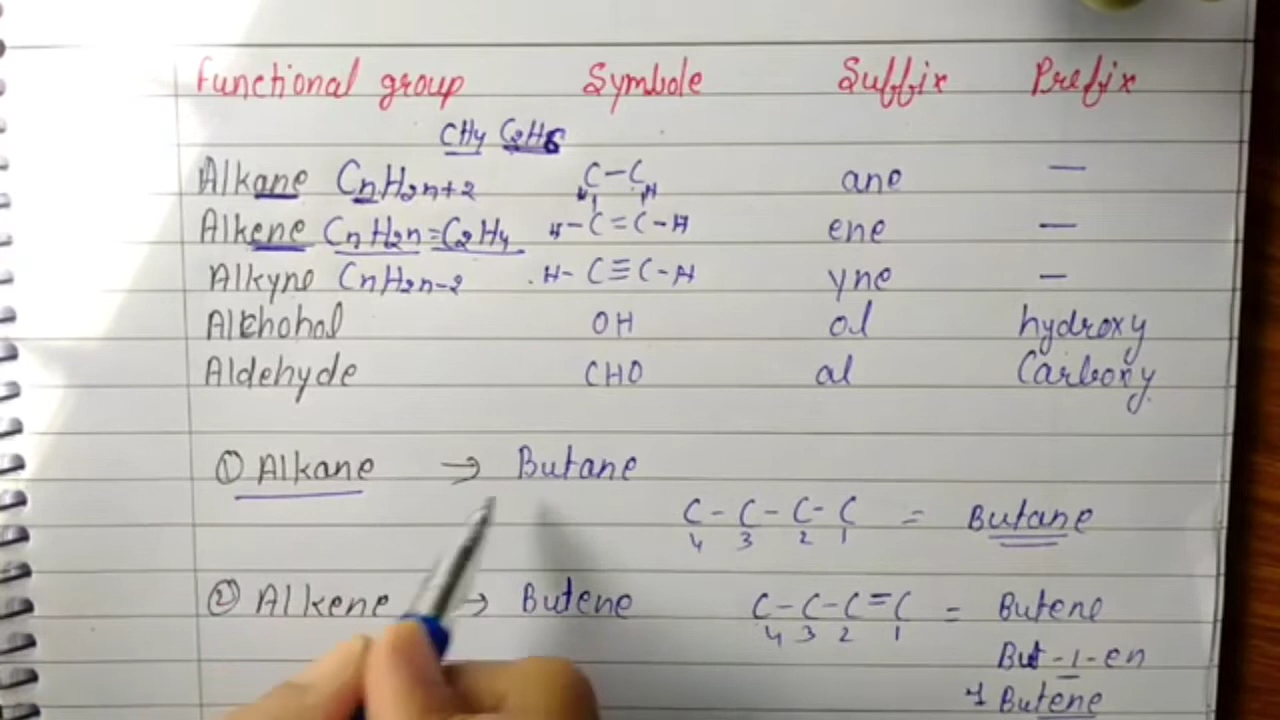 Functional group Symbole Suffix Prefix
CH4 C2H6
Alkane CnH2n+2 C-C ane —
Alkene CnH2n=C2H4 H-C=C-H ene —
Alkyne CnH2n-2 H-C≡C-H yne —
Alchohol OH ol hydroxy
Aldehyde CHO al Carboxy
① Alkane → Butane
C-C-C-C = Butane
4 3 2 1
② Alkene → Butene C-C-C=C = Butene
4 3 2 1
But-1-en
1 Butene